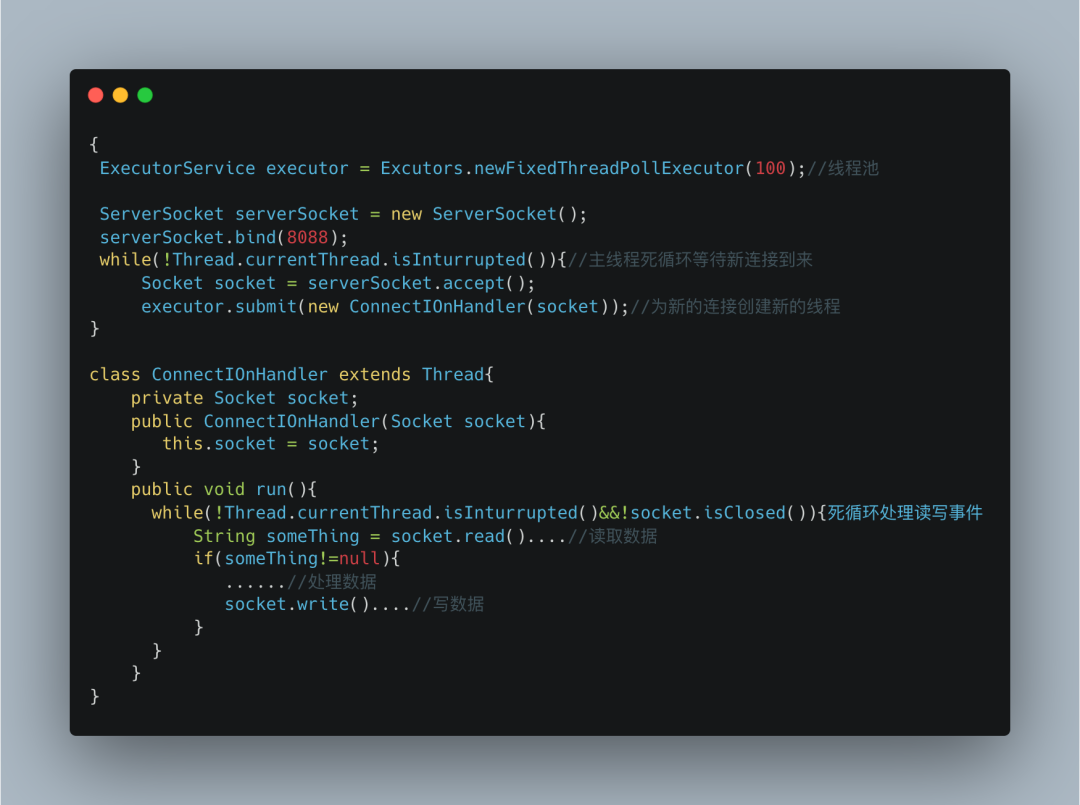 {
 ExecutorService executor = Excutors.newFixedThreadPollExecutor(100);//线程池

 ServerSocket serverSocket = new ServerSocket();
 serverSocket.bind(8088);
 while(!Thread.currentThread.isInturrupted()){//主线程死循环等待新连接到来
     Socket socket = serverSocket.accept();
     executor.submit(new ConnectIOnHandler(socket));//为新的连接创建新的线程
}

class ConnectIOnHandler extends Thread{
    private Socket socket;
    public ConnectIOnHandler(Socket socket){
       this.socket = socket;
    }
    public void run(){
      while(!Thread.currentThread.isInturrupted()&&!socket.isClosed()){死循环处理读写事件
          String someThing = socket.read()....//读取数据
          if(someThing!=null){
             ......//处理数据
             socket.write()....//写数据
          }
      }
    }
}